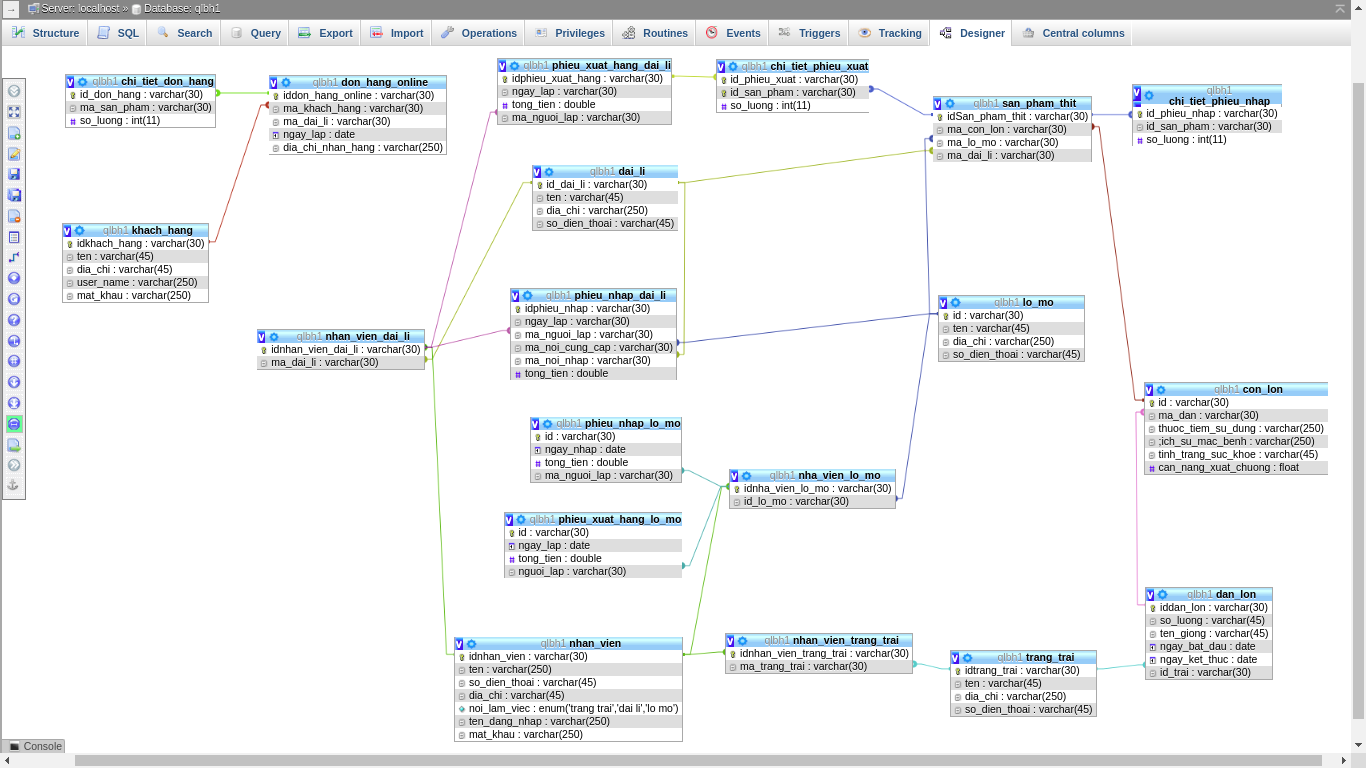 Server: localhost » Database: qlbh1
Structure SQL Search Query Export Import Operations Privileges Routines Events Triggers Tracking Designer Central columns
qlbh1 chi_tiet_don_hang
id_don_hang : varchar(30)
ma_san_pham : varchar(30)
so_luong : int(11)
qlbh1 don_hang_online
iddon_hang_online : varchar(30)
ma_khach_hang : varchar(30)
ma_dai_li : varchar(30)
ngay_lap : date
dia_chi_nhan_hang : varchar(250)
qlbh1 phieu_xuat_hang_dai_li
idphieu_xuat_hang : varchar(30)
ngay_lap : varchar(30)
tong_tien : double
ma_nguoi_lap : varchar(30)
qlbh1 chi_tiet_phieu_xuat
id_phieu_xuat : varchar(30)
id_san_pham : varchar(30)
so_luong : int(11)
qlbh1 san_pham_thit
idSan_pham_thit : varchar(30)
ma_con_lon : varchar(30)
ma_lo_mo : varchar(30)
ma_dai_li : varchar(30)
qlbh1
chi_tiet_phieu_nhap
id_phieu_nhap : varchar(30)
id_san_pham : varchar(30)
so_luong : int(11)
qlbh1 dai_li
id_dai_li : varchar(30)
ten : varchar(45)
dia_chi : varchar(250)
so_dien_thoai : varchar(45)
qlbh1 khach_hang
idkhach_hang : varchar(30)
ten : varchar(45)
dia_chi : varchar(45)
user_name : varchar(250)
mat_khau : varchar(250)
qlbh1 phieu_nhap_dai_li
idphieu_nhap : varchar(30)
ngay_lap : varchar(30)
ma_nguoi_lap : varchar(30)
ma_noi_cung_cap : varchar(30)
ma_noi_nhap : varchar(30)
tong_tien : double
qlbh1 lo_mo
id : varchar(30)
ten : varchar(45)
dia_chi : varchar(250)
so_dien_thoai : varchar(45)
qlbh1 nhan_vien_dai_li
idnhan_vien_dai_li : varchar(30)
ma_dai_li : varchar(30)
qlbh1 con_lon
id : varchar(30)
ma_dan : varchar(30)
thuoc_tiem_su_dung : varchar(250)
;ich_su_mac_benh : varchar(250)
tinh_trang_suc_khoe : varchar(45)
can_nang_xuat_chuong : float
qlbh1 phieu_nhap_lo_mo
id : varchar(30)
ngay_nhap : date
tong_tien : double
ma_nguoi_lap : varchar(30)
qlbh1 nha_vien_lo_mo
idnha_vien_lo_mo : varchar(30)
id_lo_mo : varchar(30)
qlbh1 phieu_xuat_hang_lo_mo
id : varchar(30)
ngay_lap : date
tong_tien : double
nguoi_lap : varchar(30)
qlbh1 dan_lon
iddan_lon : varchar(30)
so_luong : varchar(45)
ten_giong : varchar(45)
ngay_bat_dau : date
ngay_ket_thuc : date
id_trai : varchar(30)
qlbh1 nhan_vien
idnhan_vien : varchar(30)
ten : varchar(250)
so_dien_thoai : varchar(45)
dia_chi : varchar(45)
noi_lam_viec : enum('trang trai','dai li','lo mo')
ten_dang_nhap : varchar(250)
mat_khau : varchar(250)
qlbh1 nhan_vien_trang_trai
idnhan_vien_trang_trai : varchar(30)
ma_trang_trai : varchar(30)
qlbh1 trang_trai
idtrang_trai : varchar(30)
ten : varchar(45)
dia_chi : varchar(250)
so_dien_thoai : varchar(45)
Console